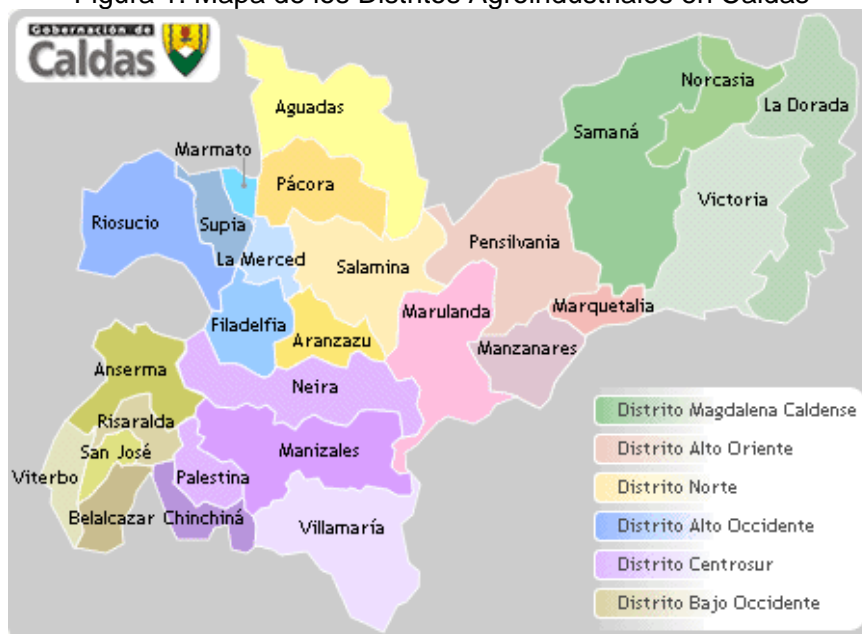 Figura 1. Mapa de los Distritos Agroindustriales en Caldas
Gobernación de
Caldas
Norcasia
La Dorada
Aguadas
Samaná
Marmato
Pácora
Victoria
Riosucio
Supia
Pensilvania
La Merced
Salamina
Marulanda
Marquetalia
Filadelfia
Aranzazu
Manzanares
Anserma
Neira
Distrito Magdalena Caldense
Risaralda
Distrito Alto Oriente
San José
Manizales
Viterbo
Palestina
Distrito Norte
Belalcazar
Chinchiná
Villamaría
Distrito Alto Occidente
Distrito Centrosur
Distrito Bajo Occidente